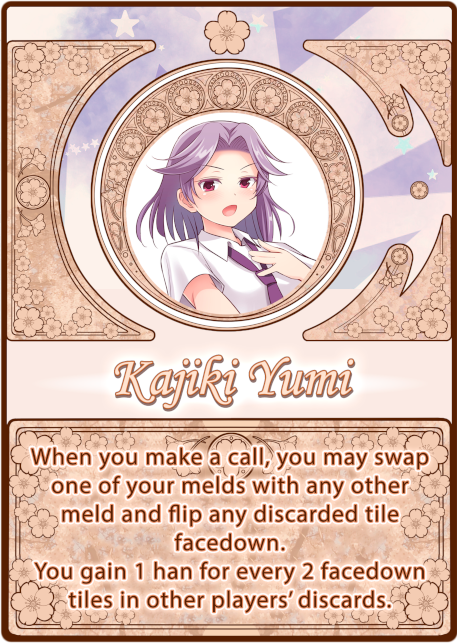 Kajiki Yumi
When you make a call, you may swap
one of your melds with any other
meld and flip any discarded tile
facedown.
You gain 1 han for every 2 facedown
tiles in other players’ discards.